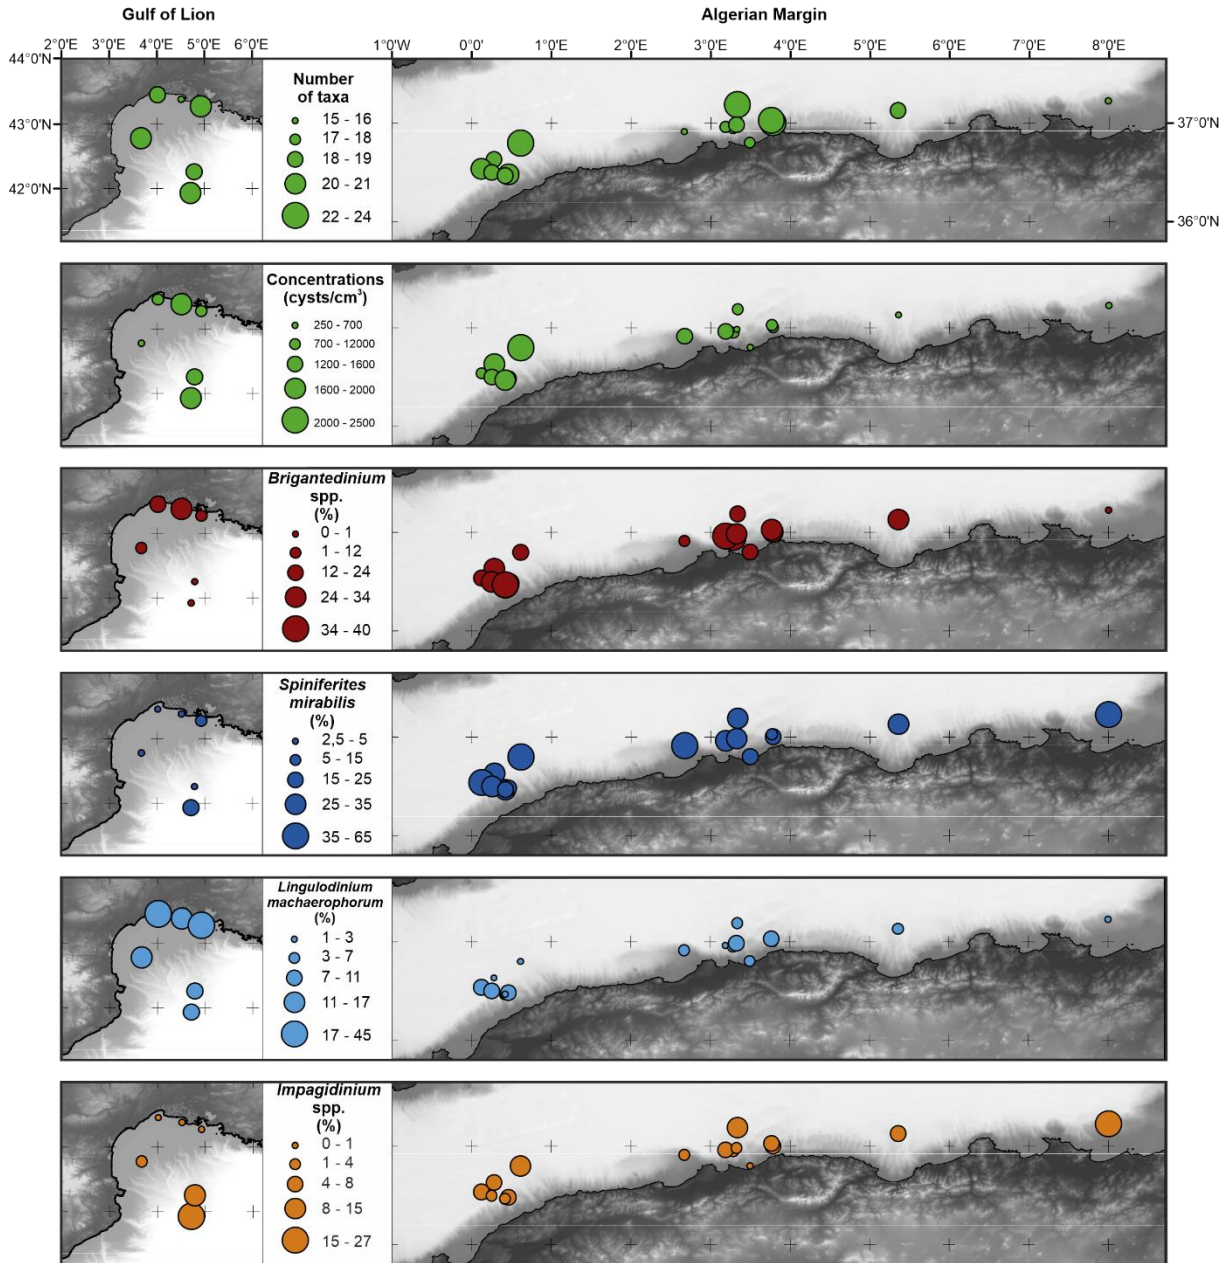 Gulf of Lion
Algerian Margin
2°0'E 3°0'E 4°0'E 5°0'E 6°0'E
1°0'W 0°0'E 1°0'E 2°0'E 3°0'E 4°0'E 5°0'E 6°0'E 7°0'E 8°0'E
44°0'N
43°0'N
42°0'N
37°0'N
36°0'N
Number
of taxa
15 - 16
17 - 18
18 - 19
20 - 21
22 - 24
Concentrations
(cysts/cm³)
250 - 700
700 - 12000
1200 - 1600
1600 - 2000
2000 - 2500
Brigantedinium
spp.
(%)
0 - 1
1 - 12
12 - 24
24 - 34
34 - 40
Spiniferites
mirabilis
(%)
2,5 - 5
5 - 15
15 - 25
25 - 35
35 - 65
Lingulodinium
machaerophorum
(%)
1 - 3
3 - 7
7 - 11
11 - 17
17 - 45
Impagidinium
spp.
(%)
0 - 1
1 - 4
4 - 8
8 - 15
15 - 27